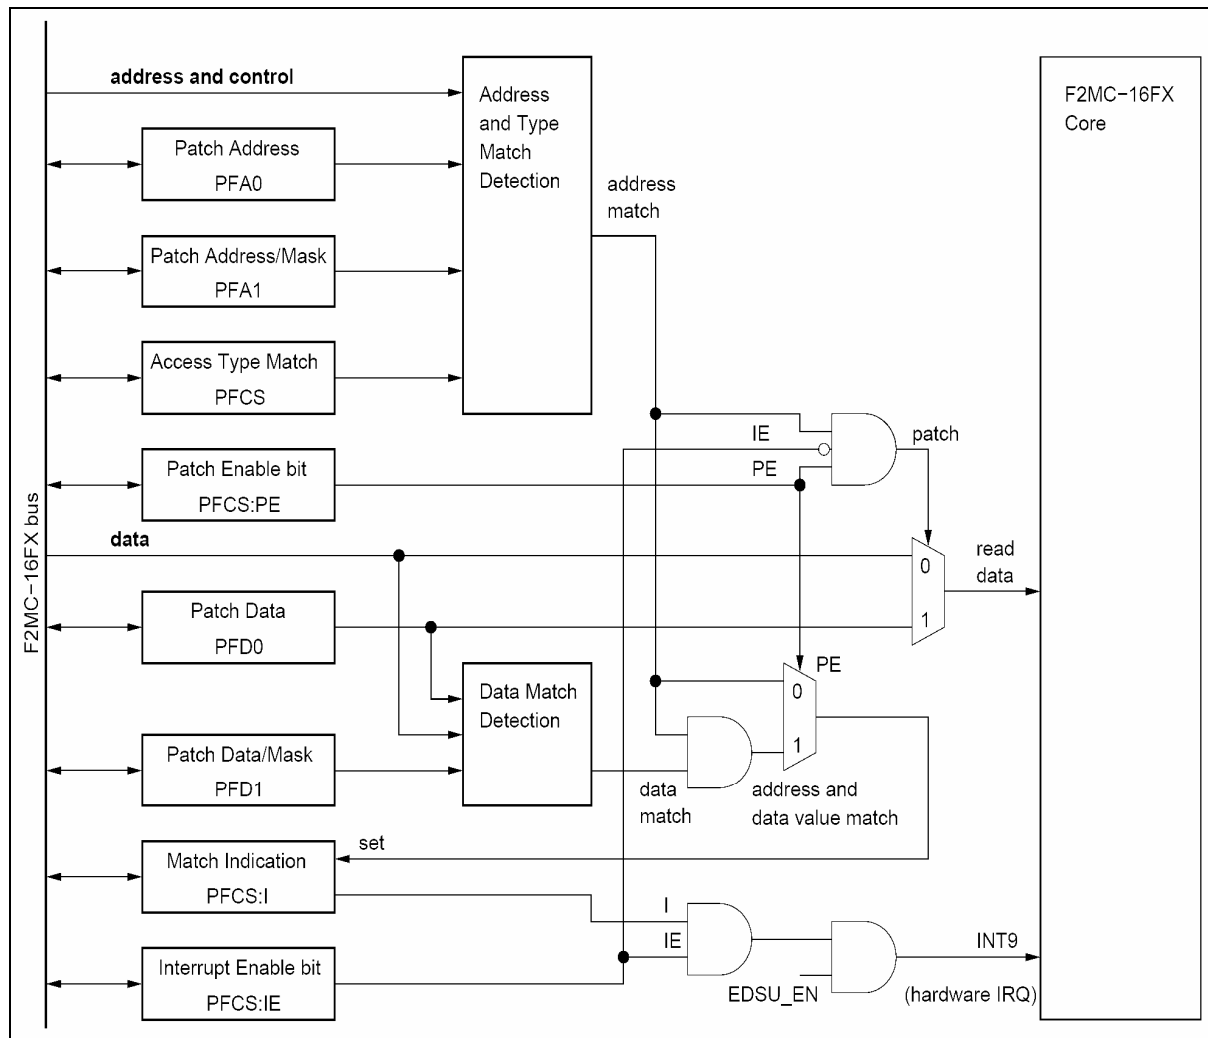 address and control
Patch Address
PFA0
Patch Address/Mask
PFA1
Access Type Match
PFCS
Patch Enable bit
PFCS:PE
data
Patch Data
PFD0
Patch Data/Mask
PFD1
Match Indication
PFCS:I
Interrupt Enable bit
PFCS:IE
F2MC−16FX bus
Address
and Type
Match
Detection
address
match
IE
PE
patch
0
1
read
data
Data Match
Detection
PE
0
1
data
match
address and
data value match
set
I
IE
EDSU_EN
INT9
(hardware IRQ)
F2MC−16FX
Core